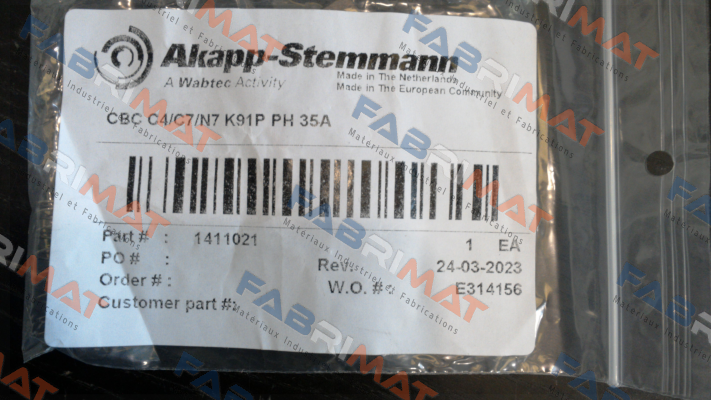 Akapp-Stemmann
A Wabtec Activity
Made in The Netherlands
Made in The European Community
CBC C4/C7/N7 K91P PH 35A
Part # : 1411021 1 EA
PO # : Rev.: 24-03-2023
Order # : W.O. # : E314156
Customer part #:
FABRIMAT
Materiaux Industriel et Fabrications